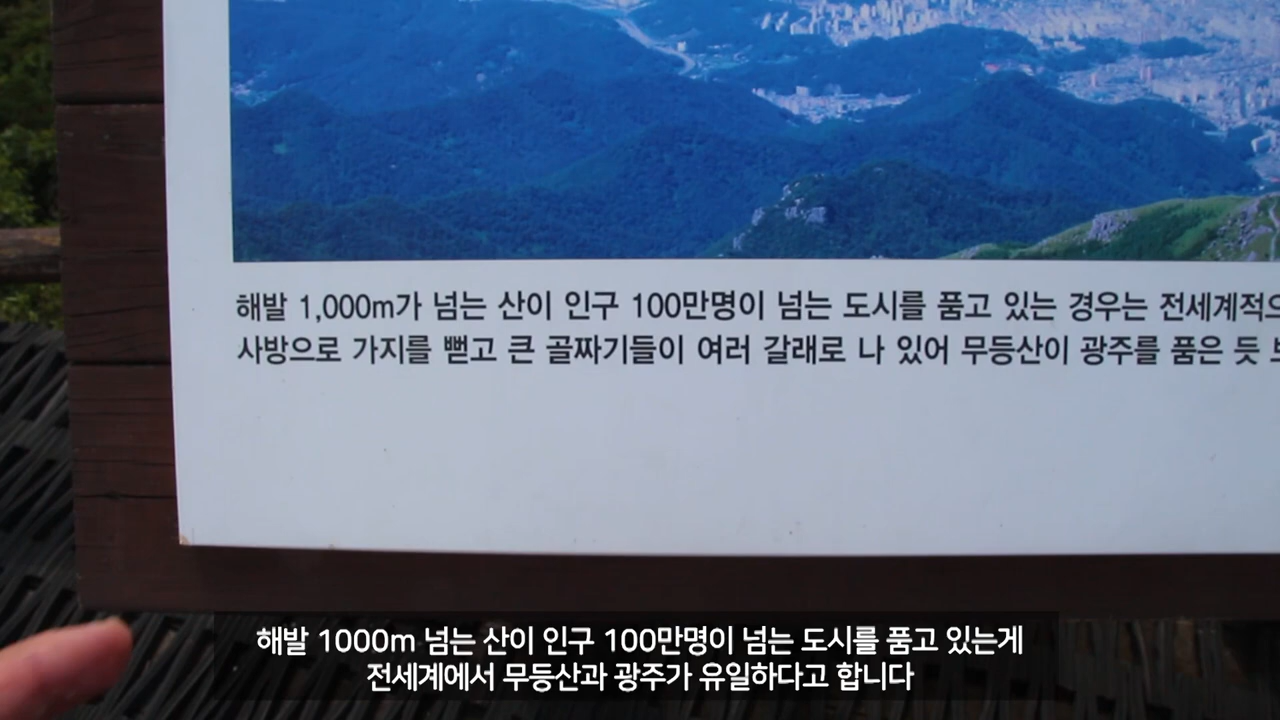 해발 1,000m가 넘는 산이 인구 100만명이 넘는 도시를 품고 있는 경우는 전세계적으
사방으로 가지를 뻗고 큰 골짜기들이 여러 갈래로 나 있어 무등산이 광주를 품은 듯
해발 1000m 넘는 산이 인구 100만명이 넘는 도시를 품고 있는게
전세계에서 무등산과 광주가 유일하다고 합니다